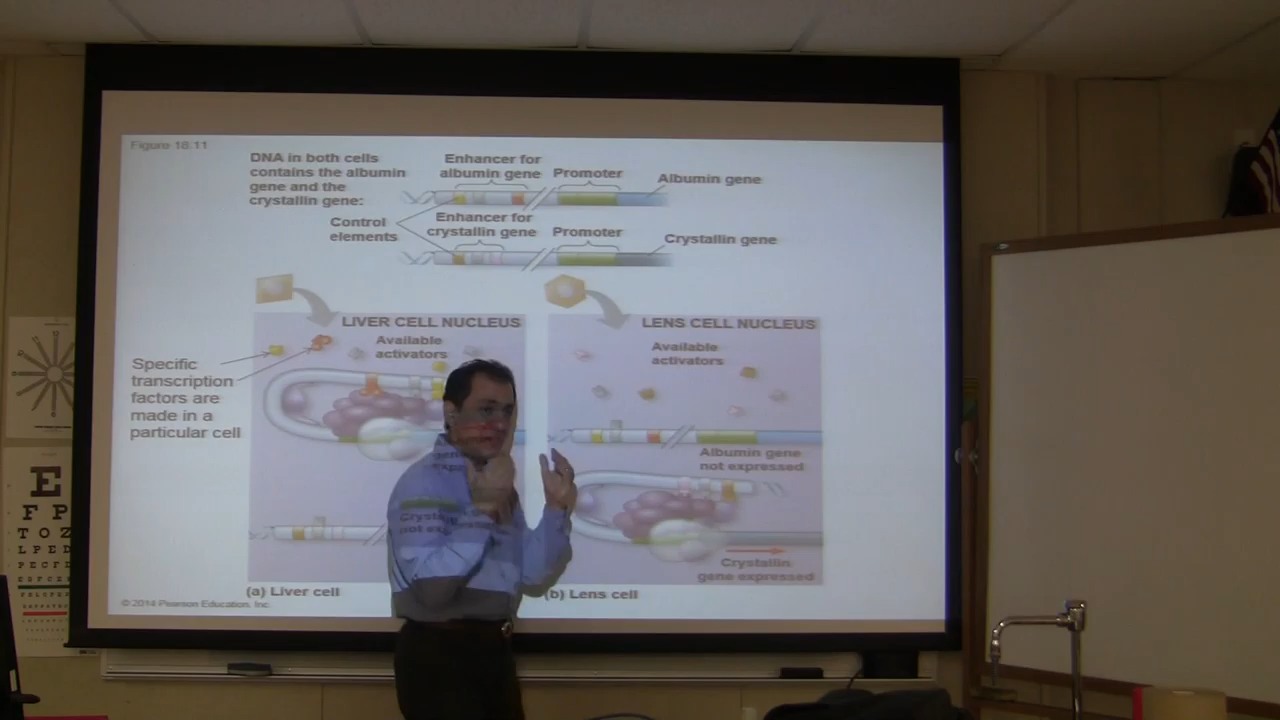 Figure 18.11
DNA in both cells
contains the albumin
gene and the
crystallin gene:
Enhancer for
albumin gene
Promoter
Albumin gene
Control
elements
Enhancer for
crystallin gene
Promoter
Crystallin gene
LIVER CELL NUCLEUS
Available
activators
Specific
transcription
factors are
made in a
particular cell
(a) Liver cell
LENS CELL NUCLEUS
Available
activators
Albumin gene
not expressed
Crystallin
gene expressed
(b) Lens cell
© 2014 Pearson Education, Inc.
E
F P
T O Z
L P E D
P E C F D